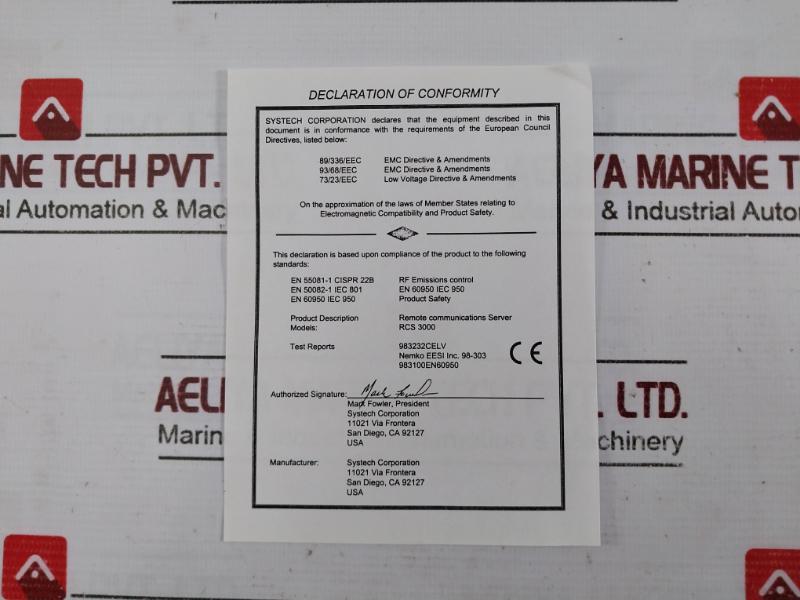 DECLARATION OF CONFORMITY
SYSTECH CORPORATION declares that the equipment described in this
document is in conformance with the requirements of the European Council
Directives, listed below:
89/336/EEC EMC Directive & Amendments
93/68/EEC EMC Directive & Amendments
73/23/EEC Low Voltage Directive & Amendments
On the approximation of the laws of Member States relating to
Electromagnetic Compatibility and Product Safety.
This declaration is based upon compliance of the product to the following
standards:
EN 55081-1 CISPR 22B RF Emissions control
EN 50082-1 IEC 801 EN 60950 IEC 950
EN 60950 IEC 950 Product Safety
Product Description Remote communications Server
Models: RCS 3000
Test Reports 983232CELV
Nemko EESI Inc. 98-303
983100EN60950
CE
Authorized Signature: Mark Fowler
Mark Fowler, President
Systech Corporation
11021 Via Frontera
San Diego, CA 92127
USA
Manufacturer: Systech Corporation
11021 Via Frontera
San Diego, CA 92127
USA
NE TECH PVT. YA MARINE T
al Automation & Mac & Industrial Autor
AEL . LTD.
Marin chinery